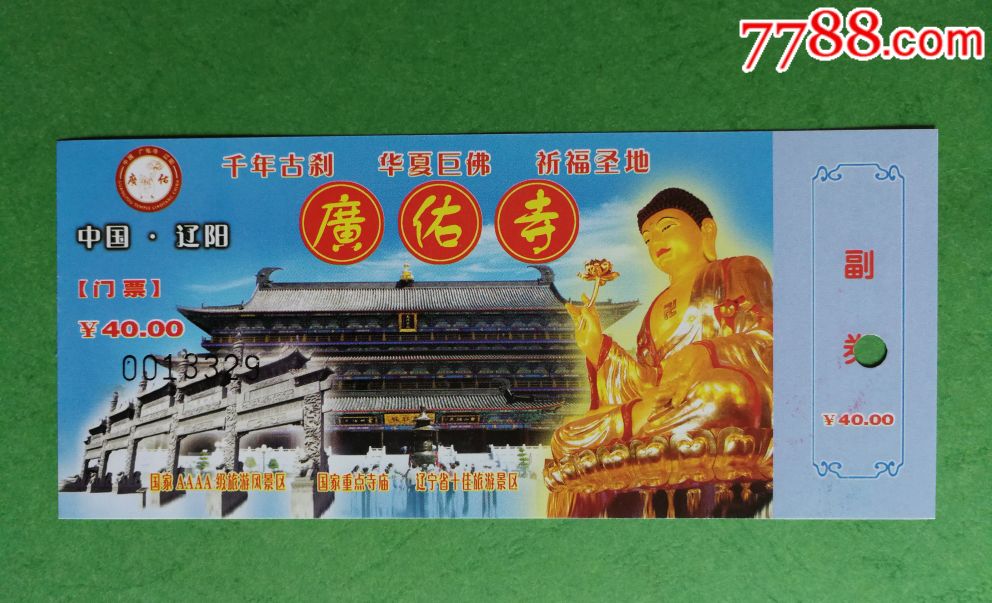 7788.com
千年古刹 华夏巨佛 祈福圣地
廣佑
廣佑寺
中国·辽阳
【门票】
¥40.00
0018329
国家AAAA级旅游风景区 国家重点寺庙 辽宁省十佳旅游景区
副
券
¥40.00